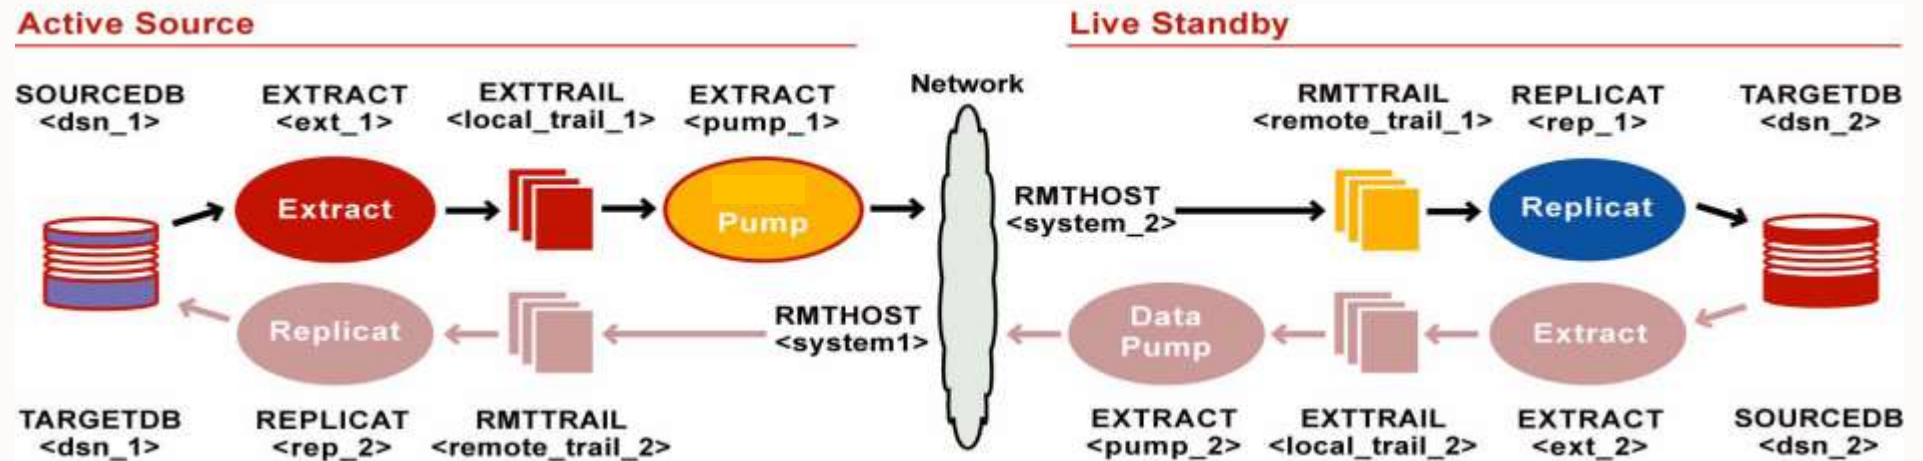 Active Source
Live Standby
SOURCEDB
<dsn_1>
EXTRACT
<ext_1>
EXTTRAIL
<local_trail_1>
EXTRACT
<pump_1>
Network
RMTTRAIL
<remote_trail_1>
REPLICAT
<rep_1>
TARGETDB
<dsn_2>
Extract
Pump
RMTHOST
<system_2>
Replicat
Replicat
RMTHOST
<system1>
Data
Pump
Extract
TARGETDB
<dsn_1>
REPLICAT
<rep_2>
RMTTRAIL
<remote_trail_2>
EXTRACT
<pump_2>
EXTTRAIL
<local_trail_2>
EXTRACT
<ext_2>
SOURCEDB
<dsn_2>